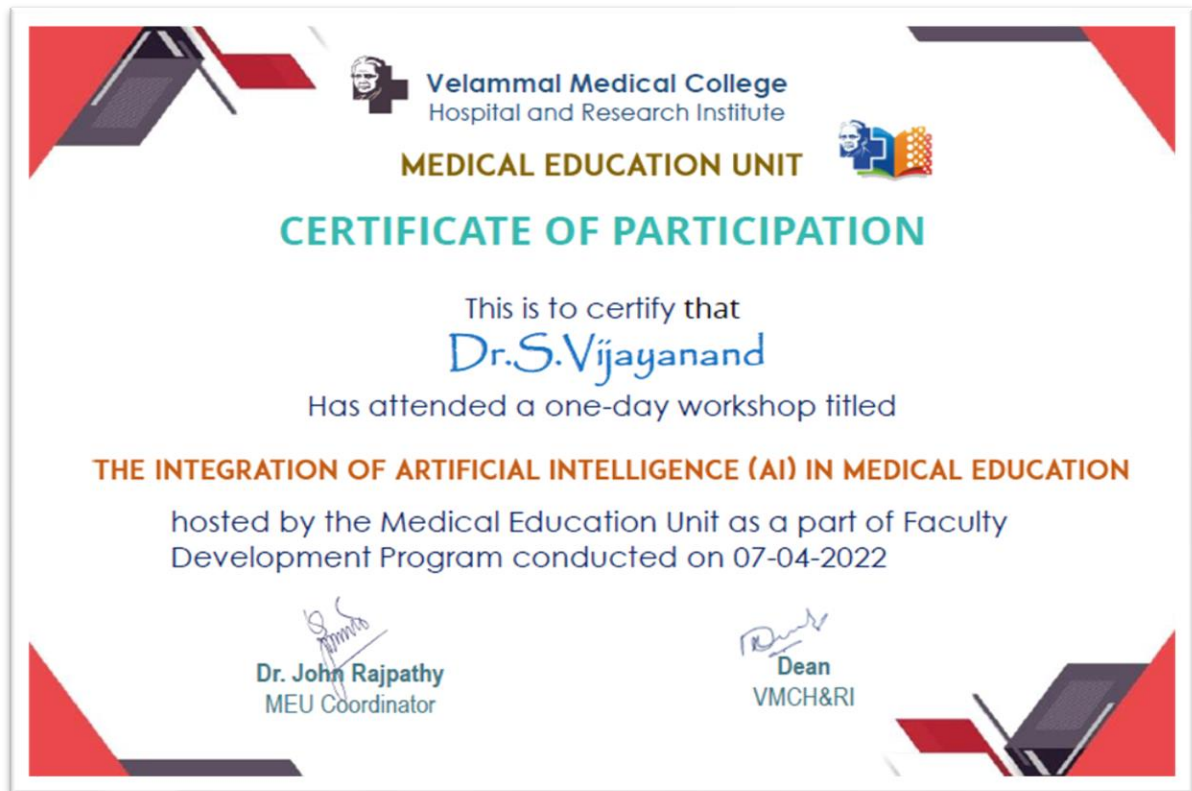 Velammal Medical College
Hospital and Research Institute
MEDICAL EDUCATION UNIT
CERTIFICATE OF PARTICIPATION
This is to certify that
Dr.S.Vijayanand
Has attended a one-day workshop titled
THE INTEGRATION OF ARTIFICIAL INTELLIGENCE (AI) IN MEDICAL EDUCATION
hosted by the Medical Education Unit as a part of Faculty
Development Program conducted on 07-04-2022
Dr. John Rajpathy
MEU Coordinator
Dean
VMCH&RI